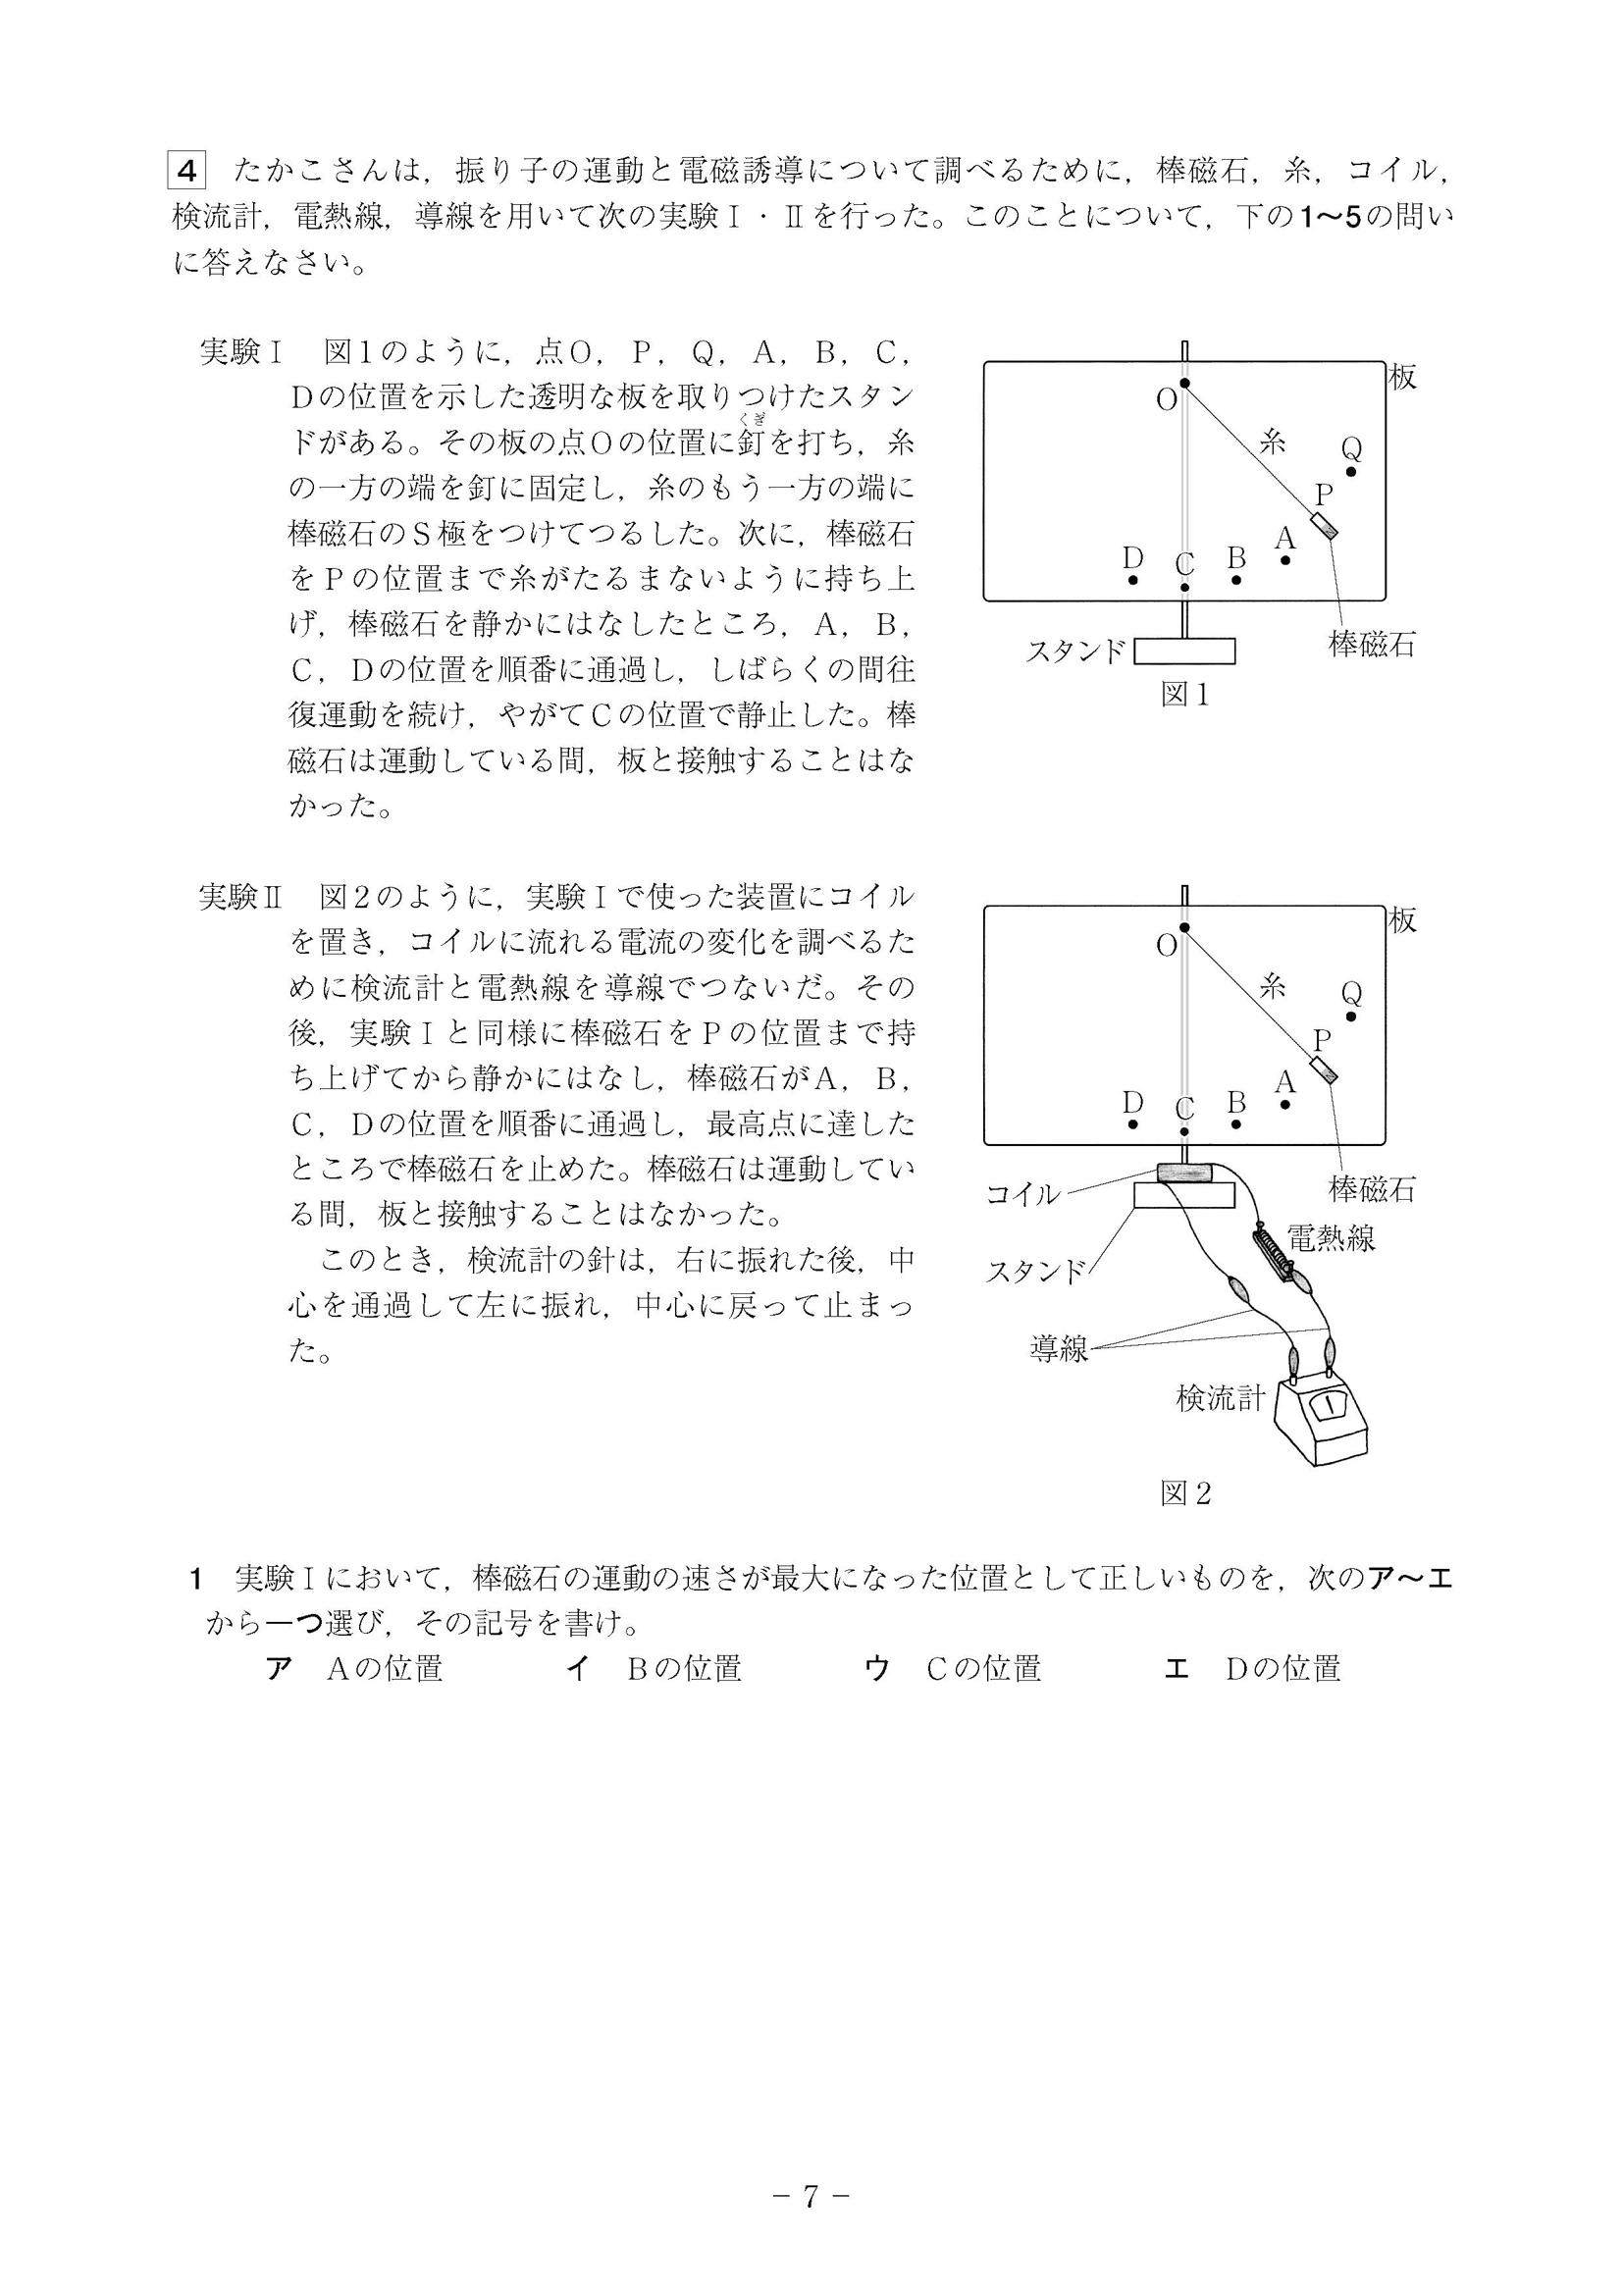 4 たかこさんは，振り子の運動と電磁誘導について調べるために，棒磁石，糸，コイル，
検流計，電熱線，導線を用いて次の実験Ⅰ・Ⅱを行った。このことについて，下の1～5の問い
に答えなさい。
実験Ⅰ 図1のように，点O，P，Q，A，B，C，
Dの位置を示した透明な板を取りつけたスタン
くぎ
ドがある。その板の点Oの位置に釘を打ち，糸
の一方の端を釘に固定し，糸のもう一方の端に
棒磁石のS極をつけてつるした。次に，棒磁石
をPの位置まで糸がたるまないように持ち上
げ，棒磁石を静かにはなしたところ，A，B，
C，Dの位置を順番に通過し，しばらくの間往
復運動を続け，やがてCの位置で静止した。棒
磁石は運動している間，板と接触することはな
かった。
板
O
糸
Q
P
A
B
C
D
スタンド
棒磁石
図1
実験Ⅱ 図2のように，実験Ⅰで使った装置にコイル
を置き，コイルに流れる電流の変化を調べるた
めに検流計と電熱線を導線でつないだ。その
後，実験Ⅰと同様に棒磁石をPの位置まで持
ち上げてから静かにはなし，棒磁石がA，B，
C，Dの位置を順番に通過し，最高点に達した
ところで棒磁石を止めた。棒磁石は運動してい
る間，板と接触することはなかった。
このとき，検流計の針は，右に振れた後，中
心を通過して左に振れ，中心に戻って止まっ
た。
板
O
糸
Q
P
A
B
C
D
コイル
棒磁石
電熱線
スタンド
導線
検流計
図2
1 実験Ⅰにおいて，棒磁石の運動の速さが最大になった位置として正しいものを，次のア～エ
から一つ選び，その記号を書け。
ア Aの位置 イ Bの位置 ウ Cの位置 エ Dの位置
－ 7 －